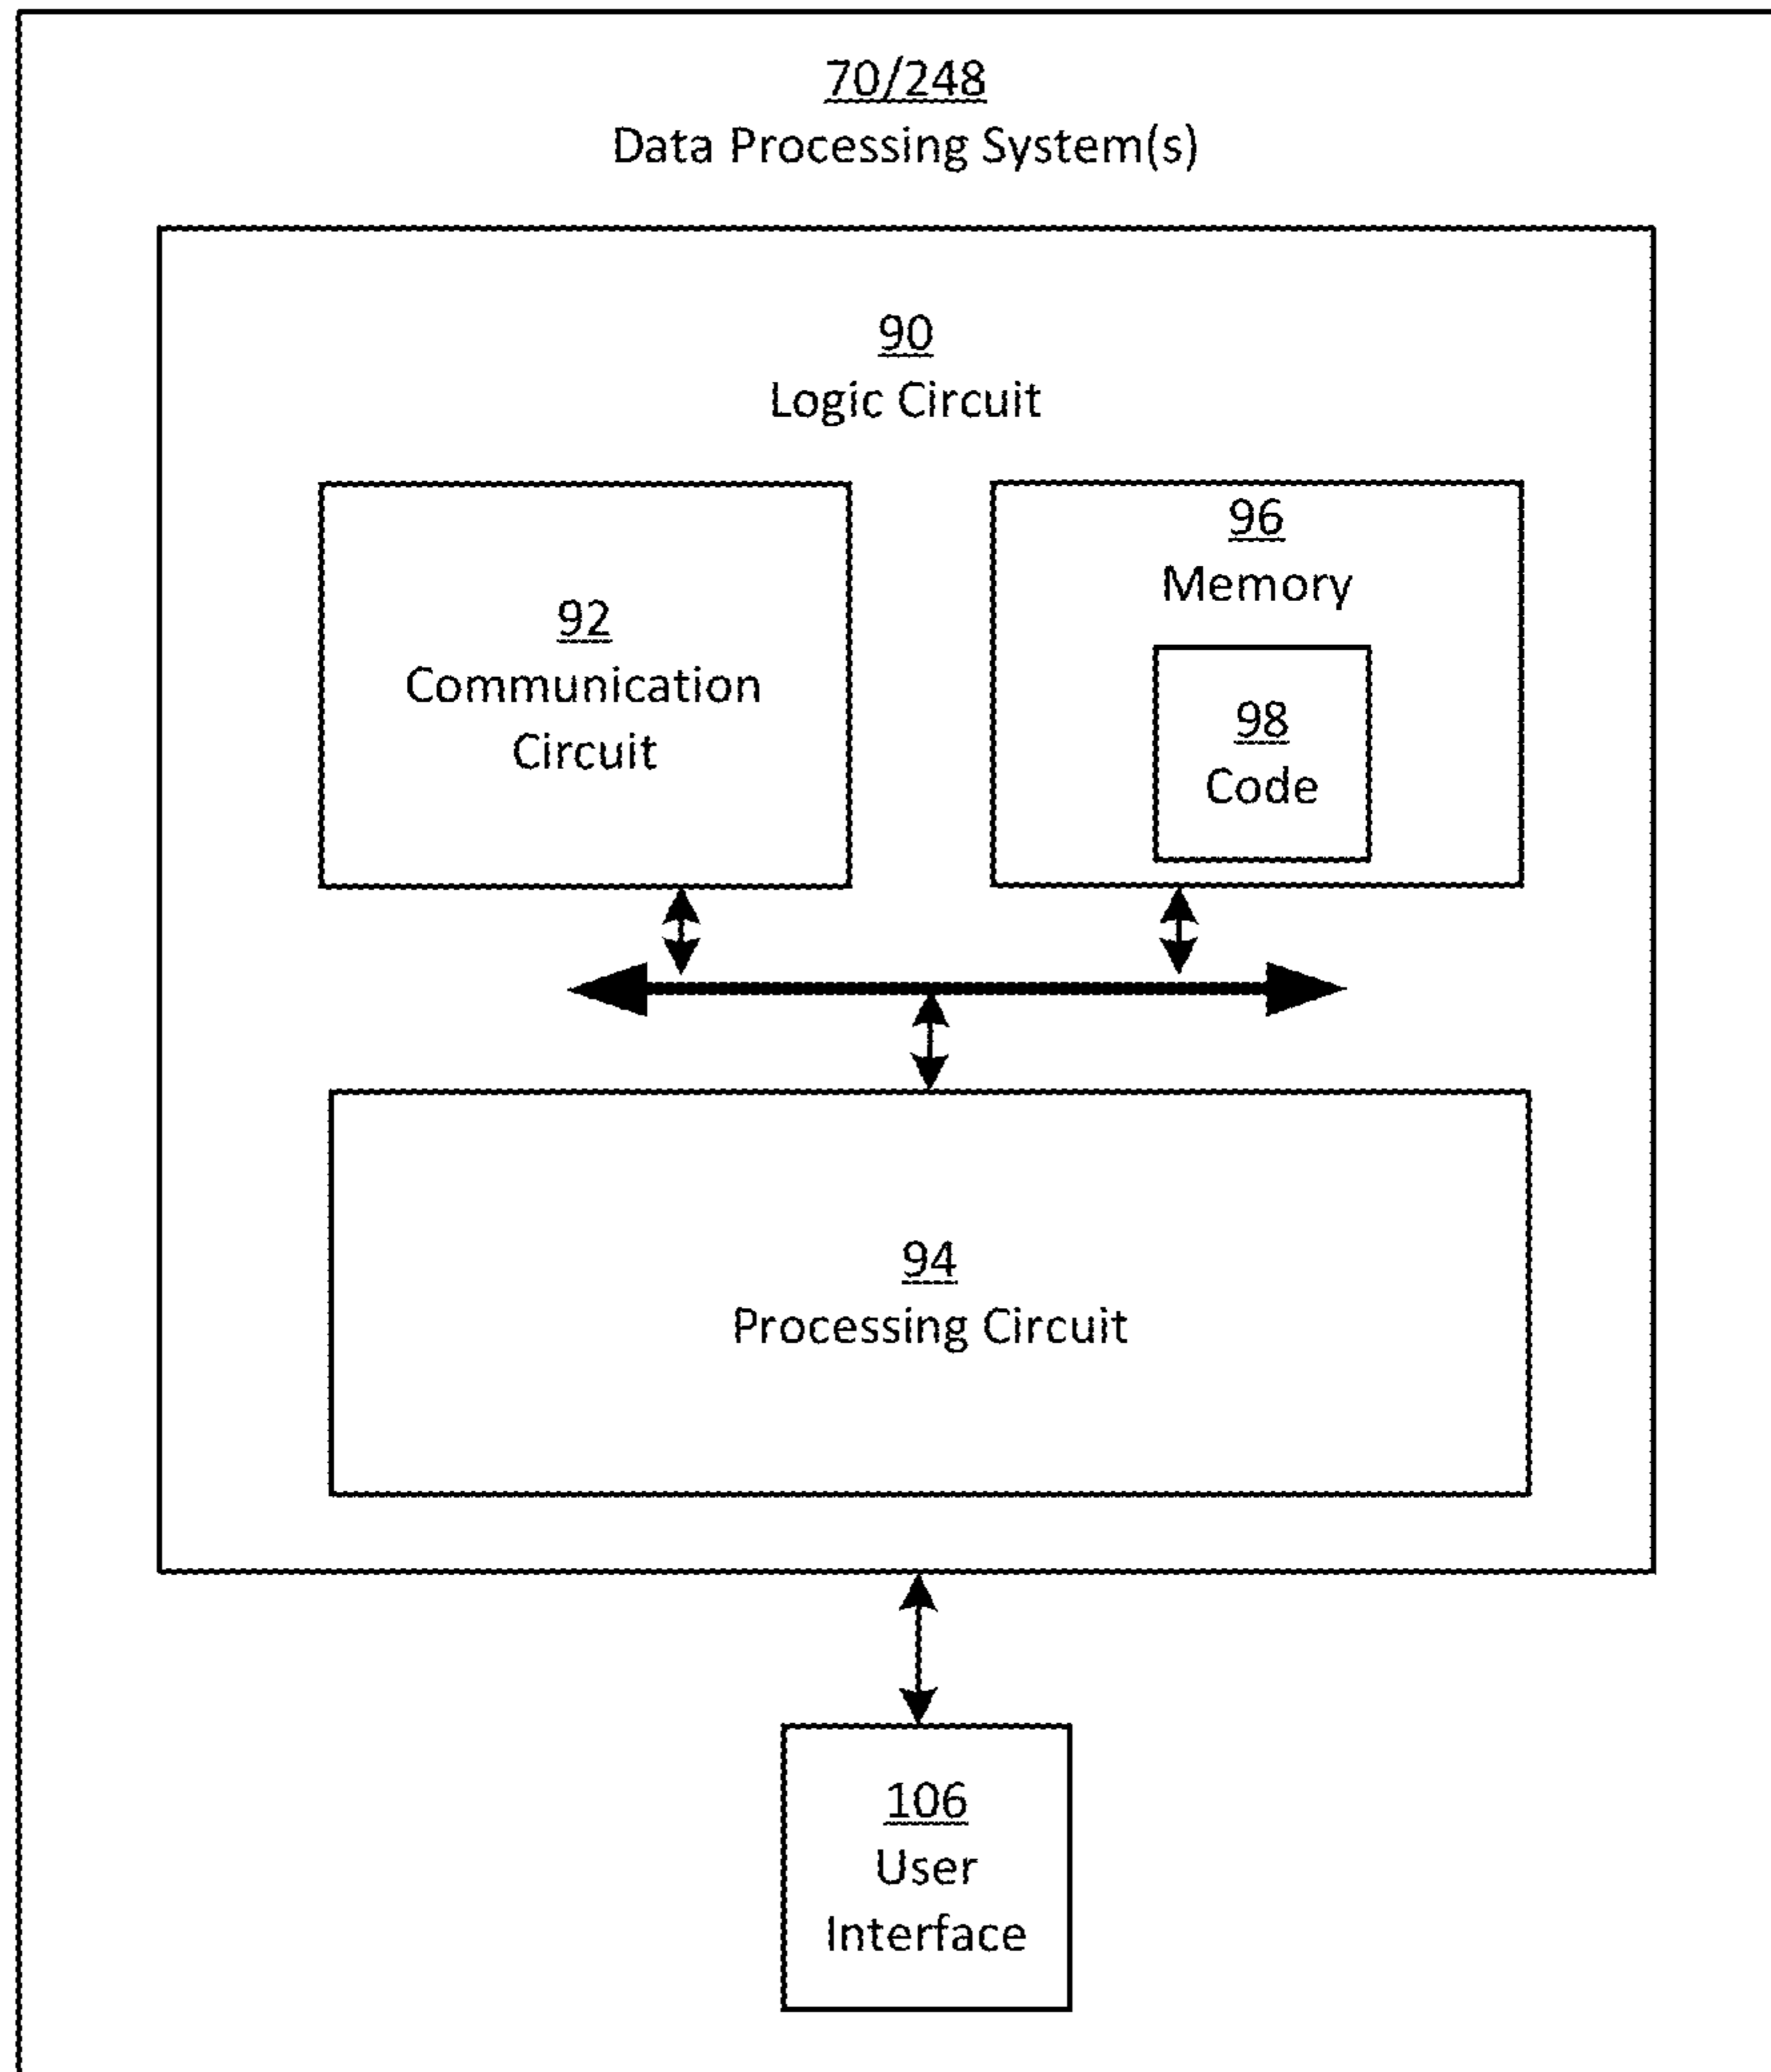 70/248
Data Processing System(s)
90
Logic Circuit
92
Communication
Circuit
96
Memory
98
Code
94
Processing Circuit
106
User
Interface